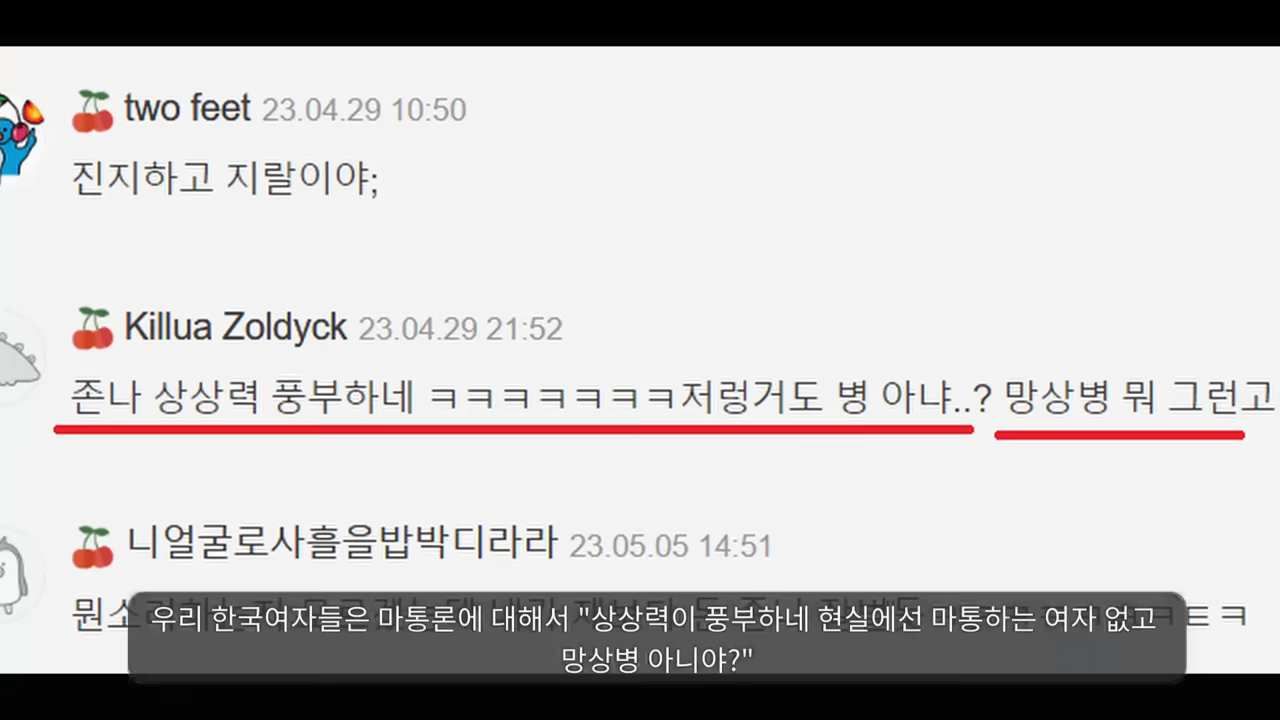 two feet 23.04.29 10:50
진지하고 지랄이야;
Killua Zoldyck 23.04.29 21:52
존나 상상력 풍부하네 ㅋㅋㅋㅋㅋㅋㅋ저렁거도 병 아냐..? 망상병 뭐 그런고
니얼굴로사흘을밥박디라라 23.05.05 14:51
뭔소
우리 한국여자들은 마통론에 대해서 "상상력이 풍부하네 현실에선 마통하는 여자 없고
망상병 아니야?"